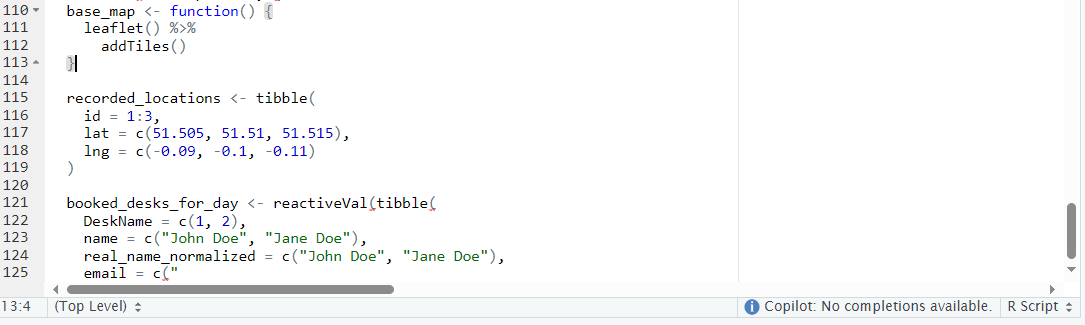 110 base_map <- function() {
111   leaflet() %>%
112     addTiles()
113 }
114
115 recorded_locations <- tibble(
116   id = 1:3,
117   lat = c(51.505, 51.51, 51.515),
118   lng = c(-0.09, -0.1, -0.11)
119 )
120
121 booked_desks_for_day <- reactiveVal(tibble(
122   DeskName = c(1, 2),
123   name = c("John Doe", "Jane Doe"),
124   real_name_normalized = c("John Doe", "Jane Doe"),
125   email = c("
13:4 (Top Level) Copilot: No completions available. R Script